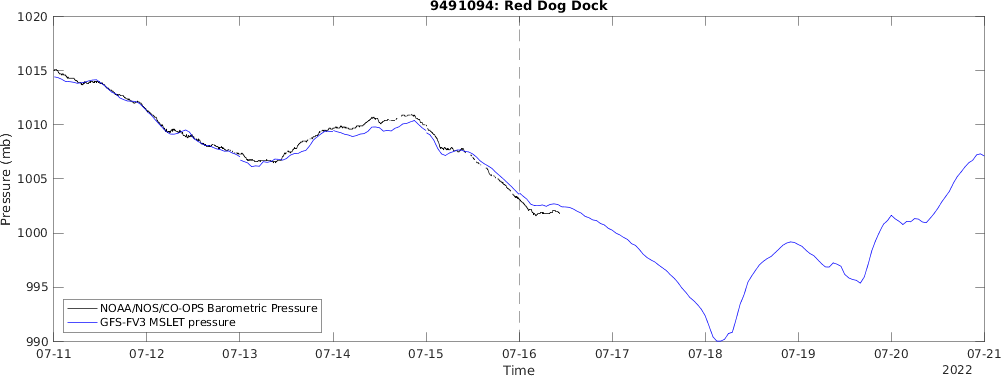 9491094: Red Dog Dock
Pressure (mb)
1020
1015
1010
1005
1000
995
990
NOAA/NOS/CO-OPS Barometric Pressure
GFS-FV3 MSLET pressure
07-11 07-12 07-13 07-14 07-15 07-16 07-17 07-18 07-19 07-20 07-21
Time
2022